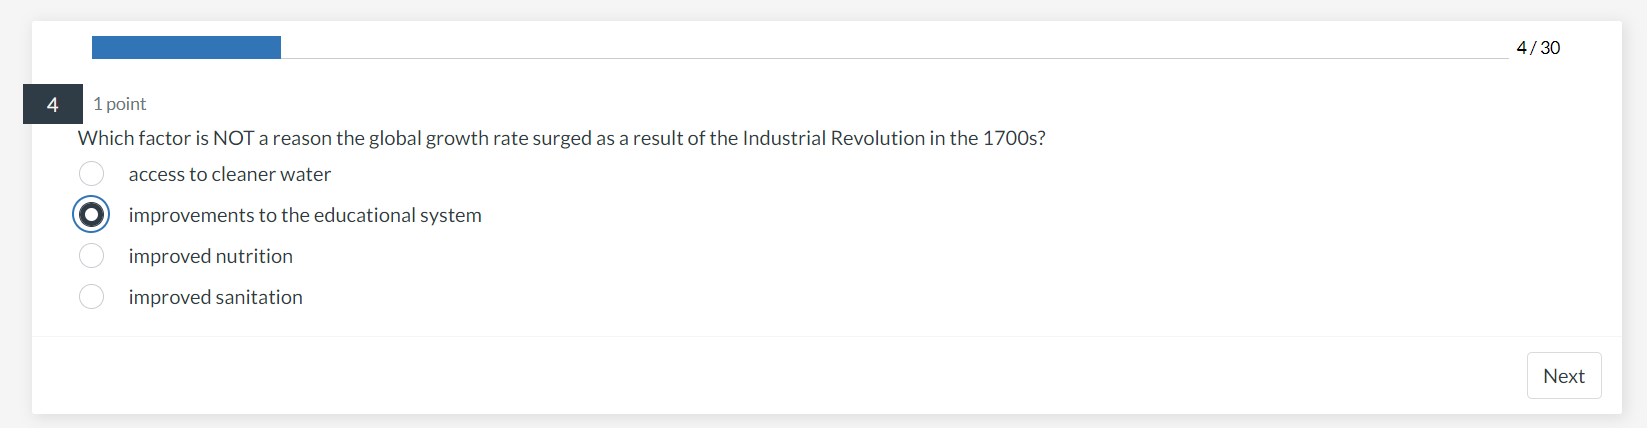 4 / 30
4
1 point
Which factor is NOT a reason the global growth rate surged as a result of the Industrial Revolution in the 1700s?
access to cleaner water
improvements to the educational system
improved nutrition
improved sanitation
Next